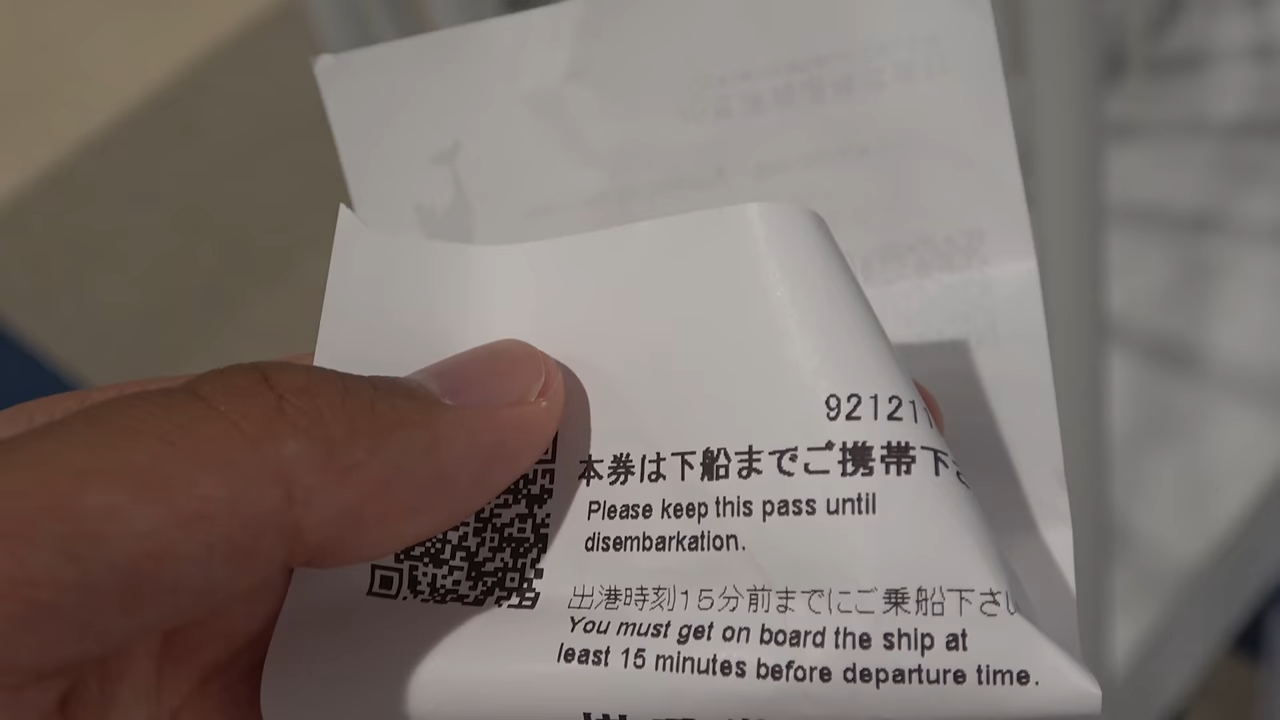 92121
本券は下船までご携帯下さ
Please keep this pass until
disembarkation.
出港時刻15分前までにご乗船下さい
You must get on board the ship at
least 15 minutes before departure time.